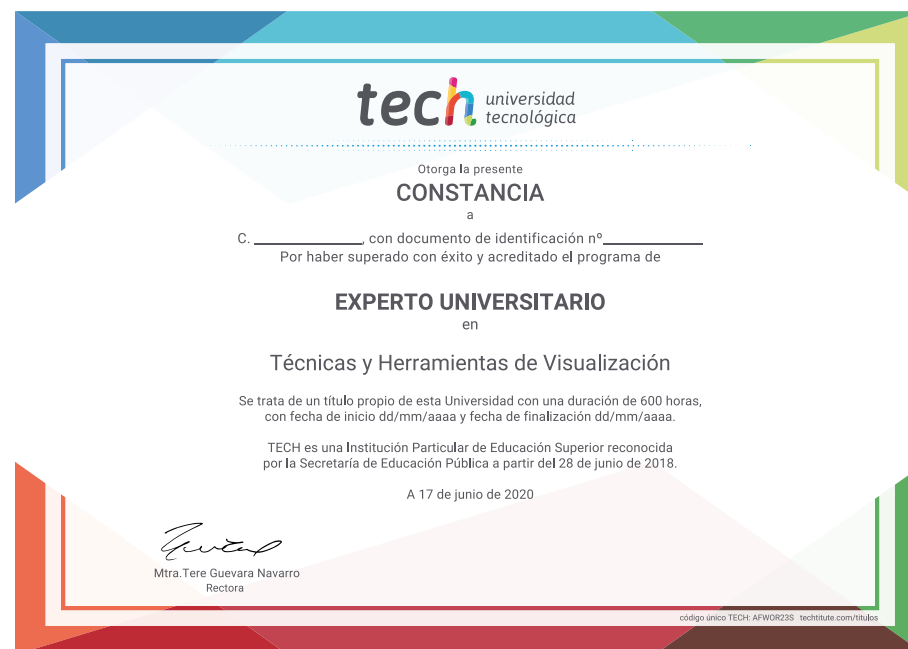 tech universidad
tecnológica
Otorga la presente
CONSTANCIA
a
C. ____________, con documento de identificación nº___________
Por haber superado con éxito y acreditado el programa de
EXPERTO UNIVERSITARIO
en
Técnicas y Herramientas de Visualización
Se trata de un título propio de esta Universidad con una duración de 600 horas,
con fecha de inicio dd/mm/aaaa y fecha de finalización dd/mm/aaaa.
TECH es una Institución Particular de Educación Superior reconocida
por la Secretaría de Educación Pública a partir del 28 de junio de 2018.
A 17 de junio de 2020
Mtra.Tere Guevara Navarro
Rectora
código único TECH: AFWOR23S techtitute.com/titulos